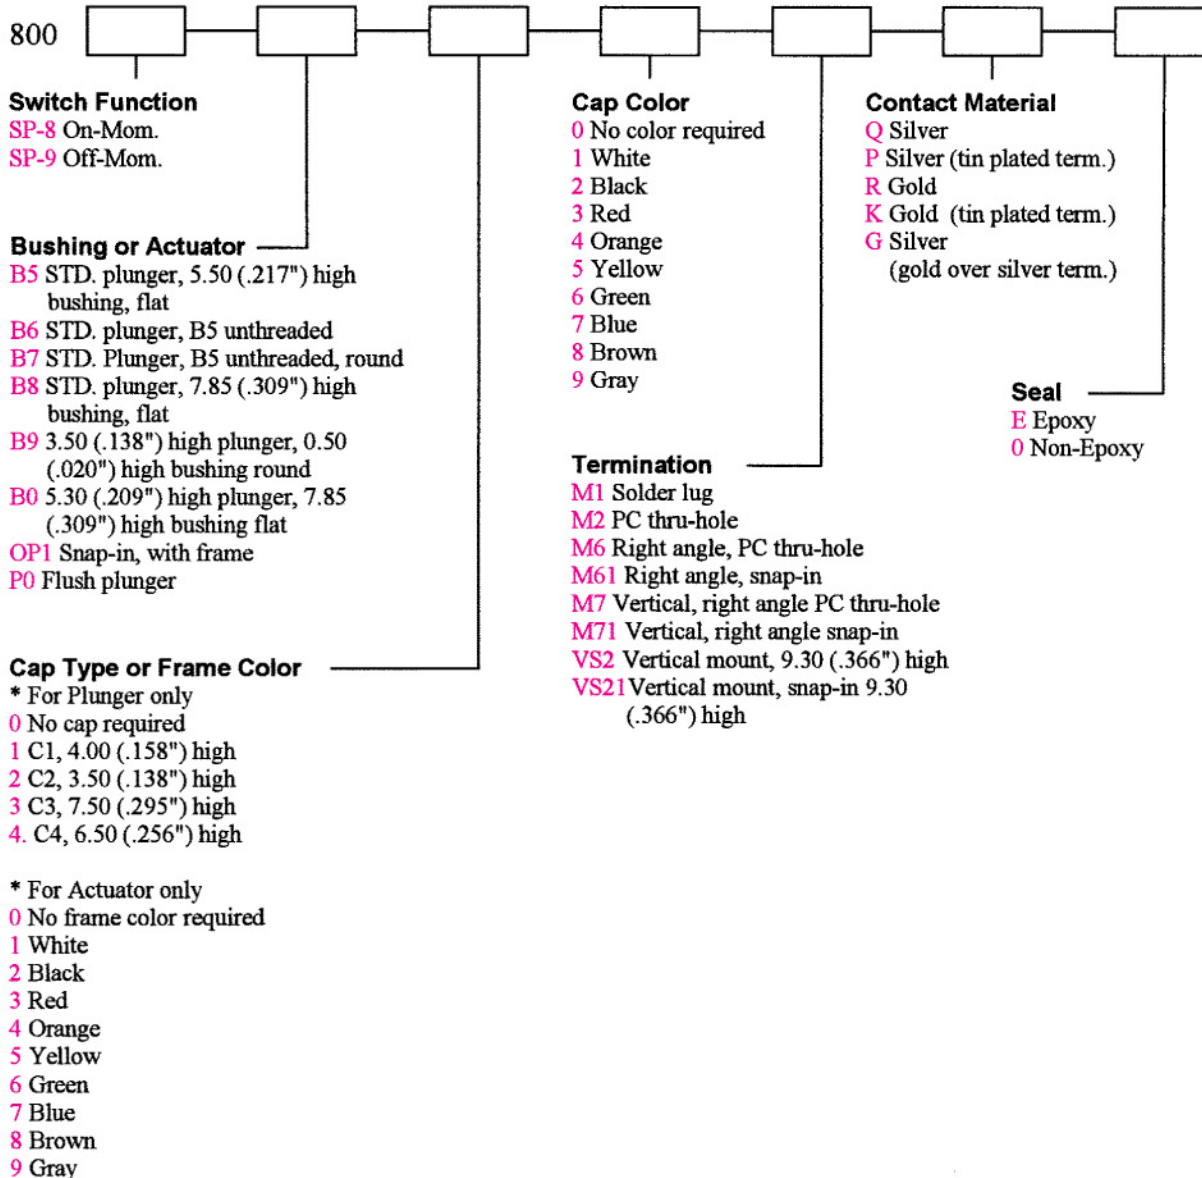 800
Switch Function
SP-8 On-Mom.
SP-9 Off-Mom.
Bushing or Actuator
B5 STD. plunger, 5.50 (.217") high
bushing, flat
B6 STD. plunger, B5 unthreaded
B7 STD. Plunger, B5 unthreaded, round
B8 STD. plunger, 7.85 (.309") high
bushing, flat
B9 3.50 (.138") high plunger, 0.50
(.020") high bushing round
B0 5.30 (.209") high plunger, 7.85
(.309") high bushing flat
OP1 Snap-in, with frame
P0 Flush plunger
Cap Type or Frame Color
* For Plunger only
0 No cap required
1 C1, 4.00 (.158") high
2 C2, 3.50 (.138") high
3 C3, 7.50 (.295") high
4. C4, 6.50 (.256") high
* For Actuator only
0 No frame color required
1 White
2 Black
3 Red
4 Orange
5 Yellow
6 Green
7 Blue
8 Brown
9 Gray
Cap Color
0 No color required
1 White
2 Black
3 Red
4 Orange
5 Yellow
6 Green
7 Blue
8 Brown
9 Gray
Termination
M1 Solder lug
M2 PC thru-hole
M6 Right angle, PC thru-hole
M61 Right angle, snap-in
M7 Vertical, right angle PC thru-hole
M71 Vertical, right angle snap-in
VS2 Vertical mount, 9.30 (.366") high
VS21 Vertical mount, snap-in 9.30
(.366") high
Contact Material
Q Silver
P Silver (tin plated term.)
R Gold
K Gold (tin plated term.)
G Silver
(gold over silver term.)
Seal
E Epoxy
0 Non-Epoxy